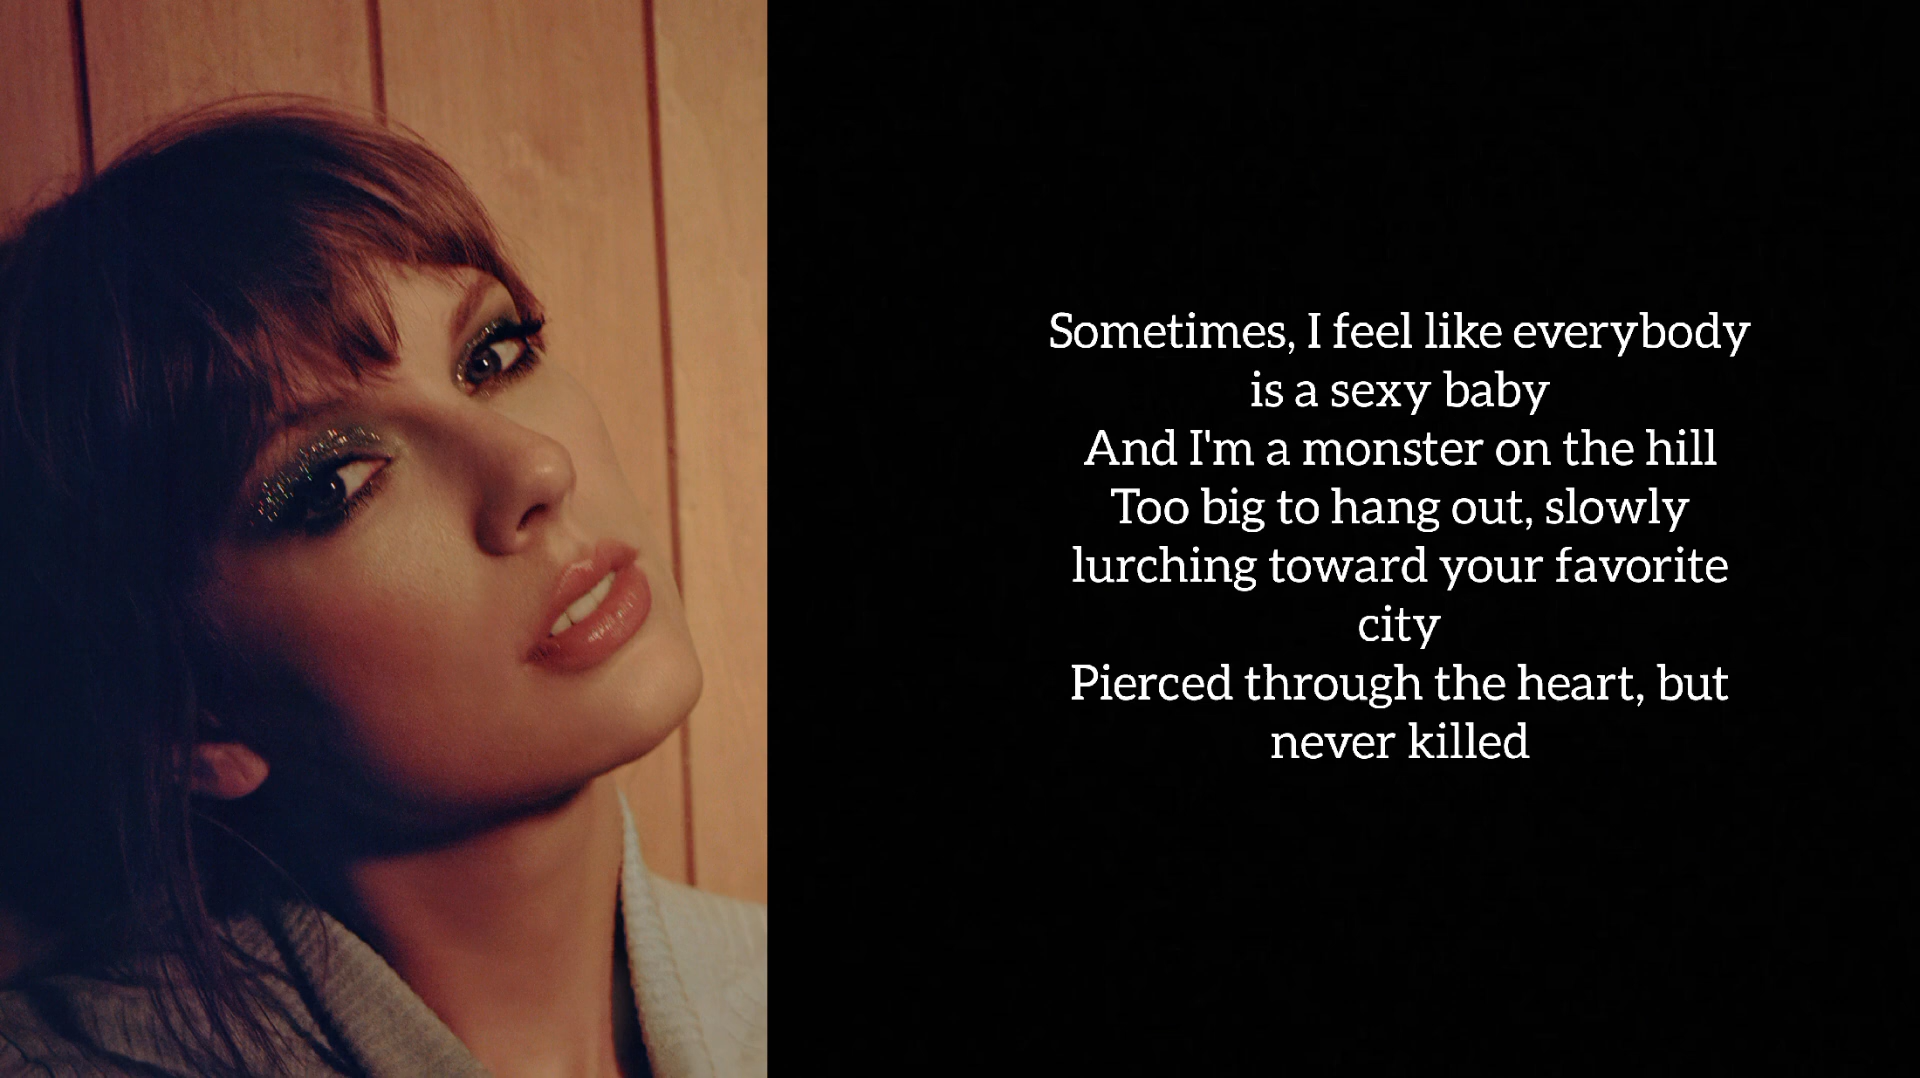 Sometimes, I feel like everybody
is a sexy baby
And I'm a monster on the hill
Too big to hang out, slowly
lurching toward your favorite
city
Pierced through the heart, but
never killed